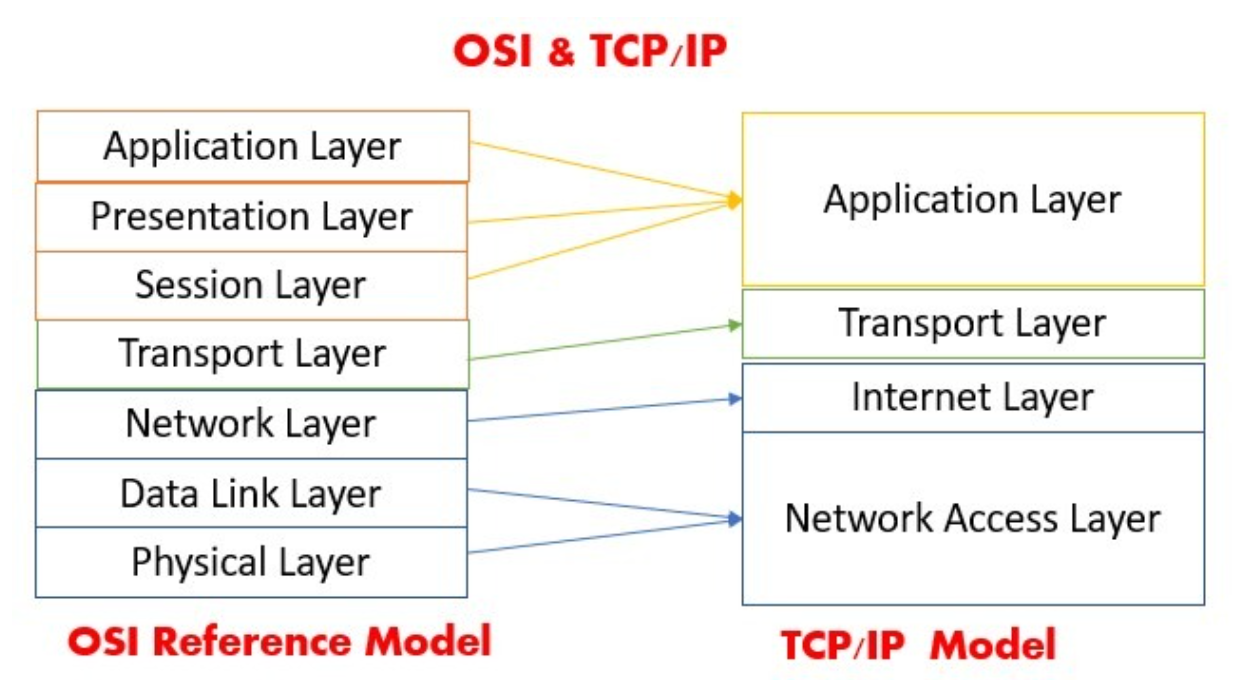 OSI & TCP/IP
Application Layer
Presentation Layer
Session Layer
Transport Layer
Network Layer
Data Link Layer
Physical Layer
OSI Reference Model
Application Layer
Transport Layer
Internet Layer
Network Access Layer
TCP/IP Model